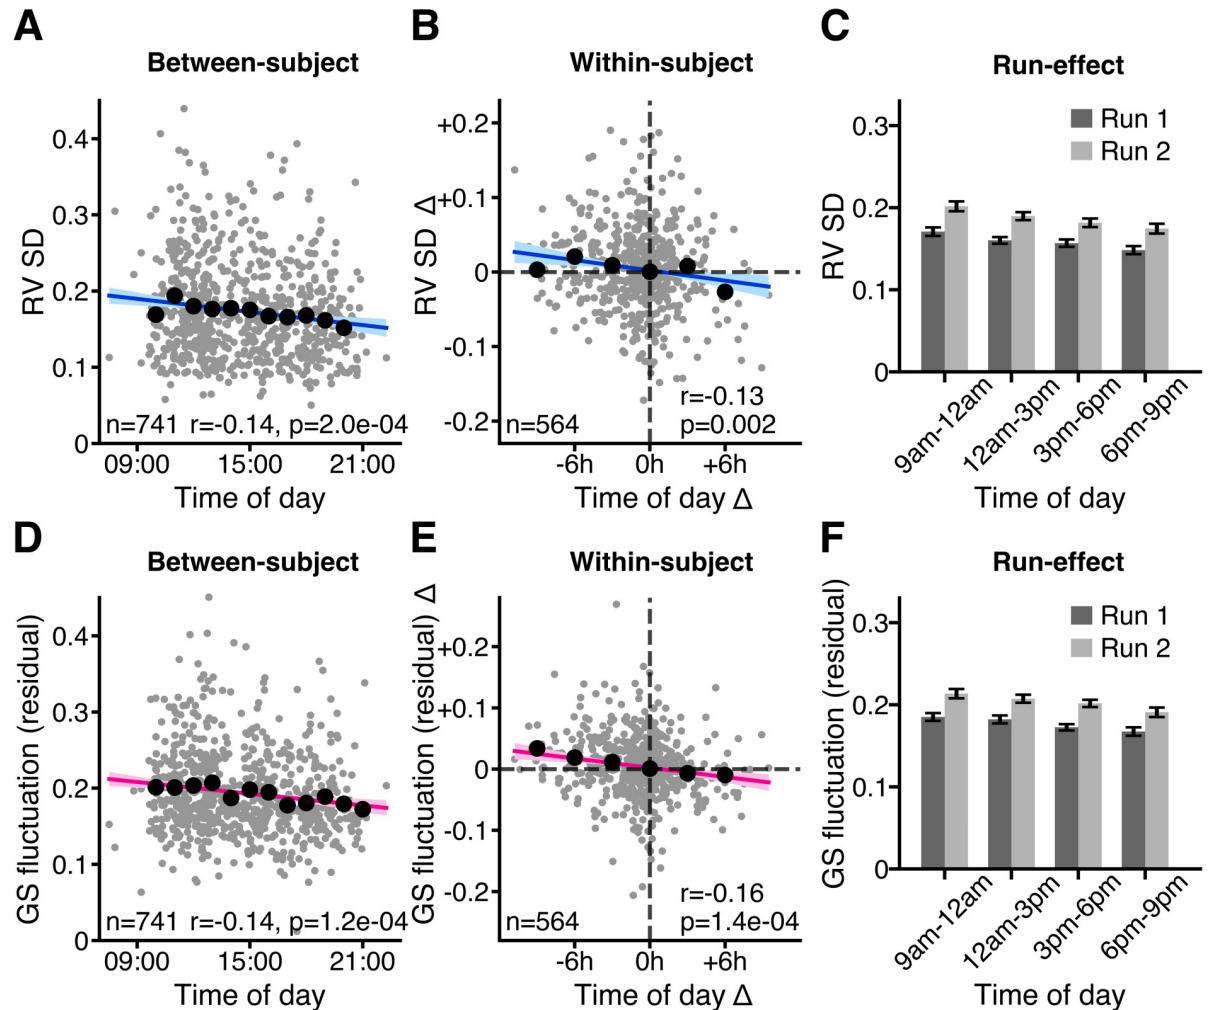 A
Between-subject
RV SD
0.4
0.3
0.2
0.1
0
n=741 r=-0.14, p=2.0e-04
09:00 15:00 21:00
Time of day
B
Within-subject
RV SD Δ
+0.2
+0.1
0
-0.1
-0.2
n=564
r=-0.13
p=0.002
-6h 0h +6h
Time of day Δ
C
Run-effect
RV SD
0.3
0.2
0.1
0
Run 1
Run 2
9am-12am
12am-3pm
3pm-6pm
6pm-9pm
Time of day
D
Between-subject
GS fluctuation (residual)
0.4
0.3
0.2
0.1
0
n=741 r=-0.14, p=1.2e-04
09:00 15:00 21:00
Time of day
E
Within-subject
GS fluctuation (residual) Δ
+0.2
+0.1
0
-0.1
-0.2
n=564
r=-0.16
p=1.4e-04
-6h 0h +6h
Time of day Δ
F
Run-effect
GS fluctuation (residual)
0.3
0.2
0.1
0
Run 1
Run 2
9am-12am
12am-3pm
3pm-6pm
6pm-9pm
Time of day